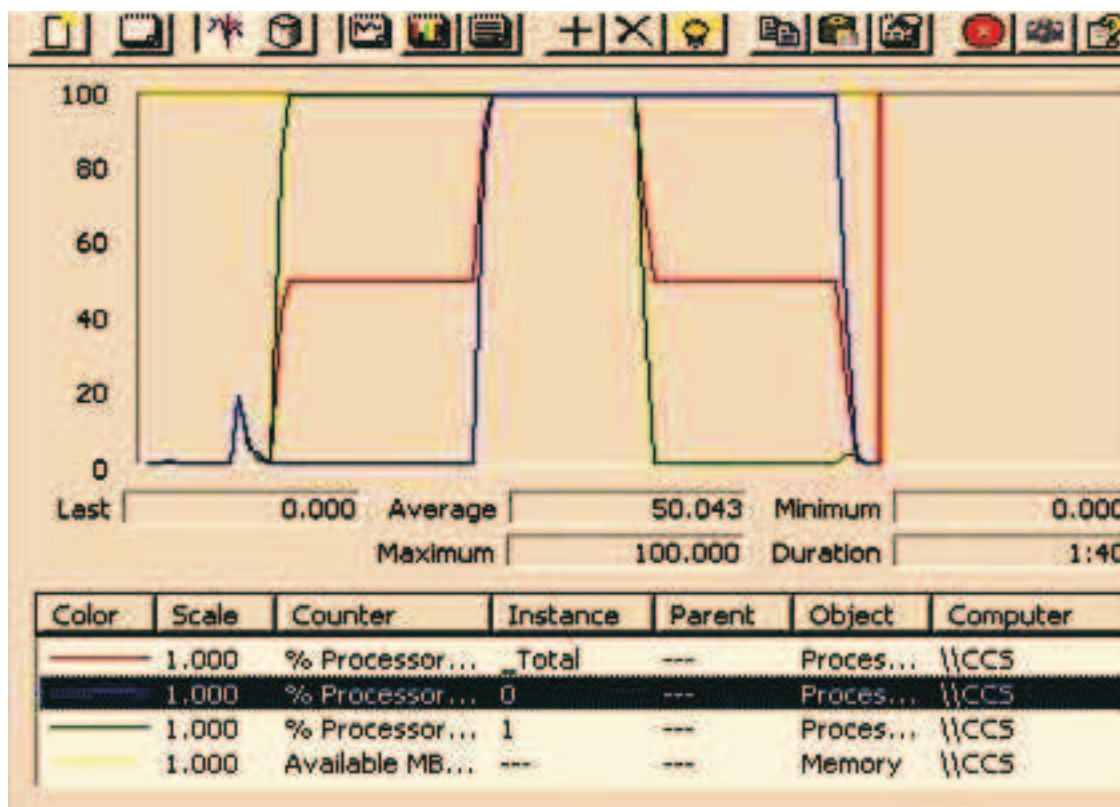 100
80
60
40
20
0
Last 0.000 Average 50.043 Minimum 0.000
Maximum 100.000 Duration 1:40
Color Scale Counter Instance Parent Object Computer
1.000 % Processor... _Total --- Proces... \\CCS
1.000 % Processor... 0 --- Proces... \\CCS
1.000 % Processor... 1 --- Proces... \\CCS
1.000 Available MB... --- --- Memory \\CCS